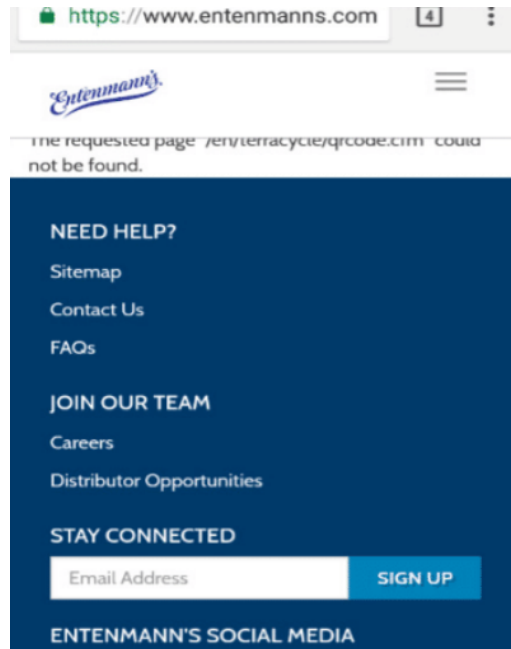 https://www.entenmanns.com
4
Entenmann's.
The requested page "/en/terracycle/qrcode.cfm" could
not be found.
NEED HELP?
Sitemap
Contact Us
FAQs
JOIN OUR TEAM
Careers
Distributor Opportunities
STAY CONNECTED
Email Address
SIGN UP
ENTENMANN'S SOCIAL MEDIA